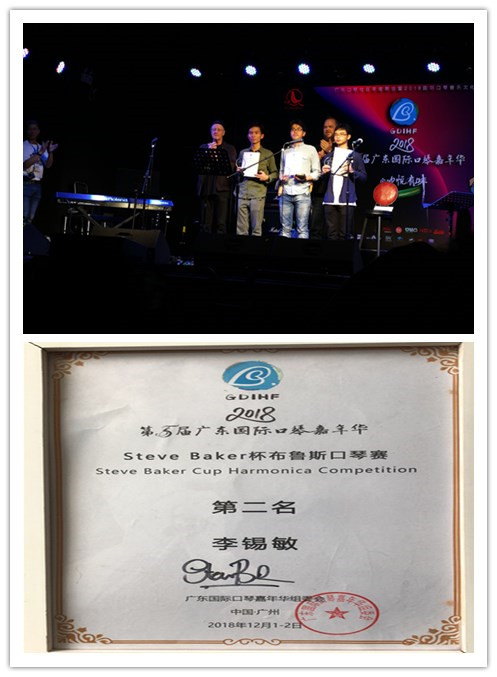 GDIHF
2018
届广东国际口琴嘉年华
GDIHF
2018
第五届广东国际口琴嘉年华
Steve Baker杯布鲁斯口琴赛
Steve Baker Cup Harmonica Competition
第二名
李锡敏
广东国际口琴嘉年华组委会
中国·广州
2018年12月1-2日